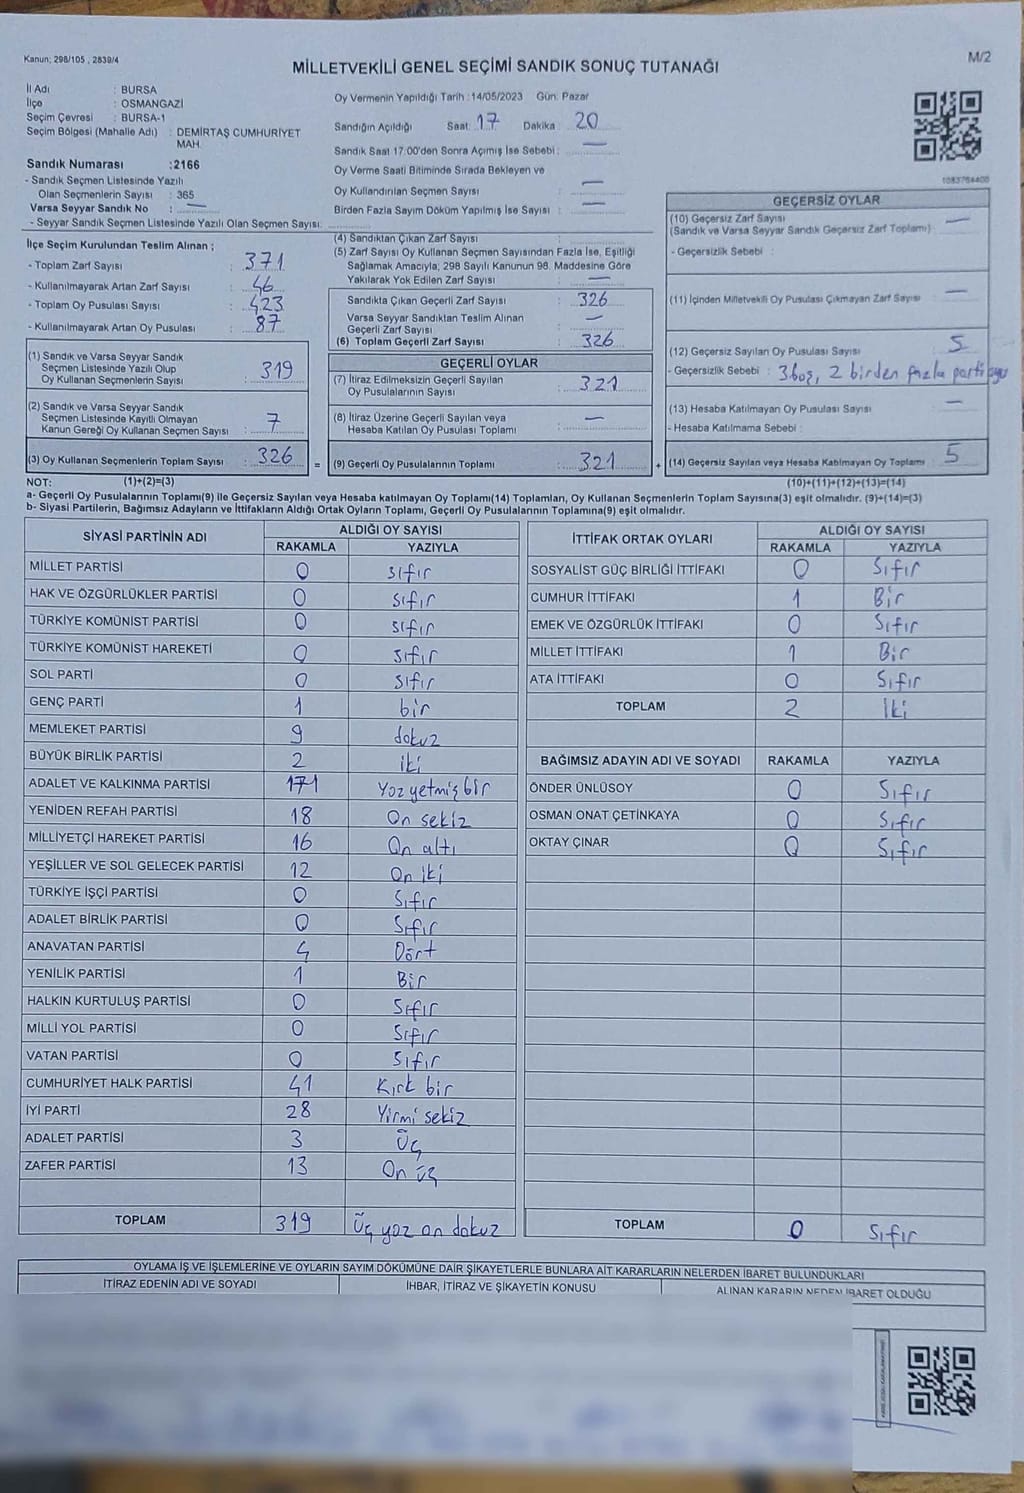 Kanun; 298/105 , 2839/4
M/2
MİLLETVEKİLİ GENEL SEÇİMİ SANDIK SONUÇ TUTANAĞI
İl Adı : BURSA
İlçe : OSMANGAZİ
Seçim Çevresi : BURSA-1
Seçim Bölgesi (Mahalle Adı) : DEMİRTAŞ CUMHURİYET MAH.
Sandık Numarası :2166
- Sandık Seçmen Listesinde Yazılı
Olan Seçmenlerin Sayısı : 365
Varsa Seyyar Sandık No : —
- Seyyar Sandık Seçmen Listesinde Yazılı Olan Seçmen Sayısı:
Oy Vermenin Yapıldığı Tarih :14/05/2023 Gün: Pazar
Sandığın Açıldığı Saat: 17 Dakika : 20
Sandık Saat 17:00'den Sonra Açımış İse Sebebi : —
Oy Verme Saati Bitiminde Sırada Bekleyen ve
Oy Kullandırılan Seçmen Sayısı : —
Birden Fazla Sayım Döküm Yapılmış İse Sayısı : —
1083764400
İlçe Seçim Kurulundan Teslim Alınan ;
- Toplam Zarf Sayısı : 371
- Kullanılmayarak Artan Zarf Sayısı : 46
- Toplam Oy Pusulası Sayısı : 423
- Kullanılmayarak Artan Oy Pusulası : 87
(1) Sandık ve Varsa Seyyar Sandık
Seçmen Listesinde Yazılı Olup
Oy Kullanan Seçmenlerin Sayısı : 319
(2) Sandık ve Varsa Seyyar Sandık
Seçmen Listesinde Kayıtlı Olmayan
Kanun Gereği Oy Kullanan Seçmen Sayısı : 7
(3) Oy Kullanan Seçmenlerin Toplam Sayısı : 326 =
(4) Sandıktan Çıkan Zarf Sayısı :
(5) Zarf Sayısı Oy Kullanan Seçmen Sayısından Fazla İse, Eşitliği
Sağlamak Amacıyla; 298 Sayılı Kanunun 98. Maddesine Göre
Yakılarak Yok Edilen Zarf Sayısı : —
Sandıkta Çıkan Geçerli Zarf Sayısı : 326
Varsa Seyyar Sandıktan Teslim Alınan
Geçerli Zarf Sayısı : —
(6) Toplam Geçerli Zarf Sayısı : 326
GEÇERLİ OYLAR
(7) İtiraz Edilmeksizin Geçerli Sayılan
Oy Pusulalarının Sayısı : 321
(8) İtiraz Üzerine Geçerli Sayılan veya
Hesaba Katılan Oy Pusulası Toplamı : —
(9) Geçerli Oy Pusulalarının Toplamı : 321 +
GEÇERSİZ OYLAR
(10) Geçersiz Zarf Sayısı : —
(Sandık ve Varsa Seyyar Sandık Geçersiz Zarf Toplamı)
- Geçersizlik Sebebi :
(11) İçinden Milletvekili Oy Pusulası Çıkmayan Zarf Sayısı —
(12) Geçersiz Sayılan Oy Pusulası Sayısı : 5
- Geçersizlik Sebebi : 3 boş, 2 birden fazla
(13) Hesaba Katılmayan Oy Pusulası Sayısı —
- Hesaba Katılmama Sebebi :
(14) Geçersiz Sayılan veya Hesaba Katılmayan Oy Toplamı : 5
NOT: (1)+(2)=(3) (10)+(11)+(12)+(13)=(14)
a- Geçerli Oy Pusulalarının Toplamı(9) ile Geçersiz Sayılan veya Hesaba katılmayan Oy Toplamı(14) Toplamları, Oy Kullanan Seçmenlerin Toplam Sayısına(3) eşit olmalıdır. (9)+(14)=(3)
b- Siyasi Partilerin, Bağımsız Adayların ve İttifakların Aldığı Ortak Oyların Toplamı, Geçerli Oy Pusulalarının Toplamına(9) eşit olmalıdır.
SİYASİ PARTİNİN ADI ALDIĞI OY SAYISI
RAKAMLA YAZIYLA
MİLLET PARTİSİ 0 sıfır
HAK VE ÖZGÜRLÜKLER PARTİSİ 0 sıfır
TÜRKİYE KOMÜNİST PARTİSİ 0 sıfır
TÜRKİYE KOMÜNİST HAREKETİ 0 sıfır
SOL PARTİ 0 sıfır
GENÇ PARTİ 1 bir
MEMLEKET PARTİSİ 9 dokuz
BÜYÜK BİRLİK PARTİSİ 2 iki
ADALET VE KALKINMA PARTİSİ 171 Yüz yetmiş bir
YENİDEN REFAH PARTİSİ 18 On sekiz
MİLLİYETÇİ HAREKET PARTİSİ 16 On altı
YEŞİLLER VE SOL GELECEK PARTİSİ 12 On iki
TÜRKİYE İŞÇİ PARTİSİ 0 Sıfır
ADALET BİRLİK PARTİSİ 0 Sıfır
ANAVATAN PARTİSİ 4 Dört
YENİLİK PARTİSİ 1 Bir
HALKIN KURTULUŞ PARTİSİ 0 Sıfır
MİLLİ YOL PARTİSİ 0 Sıfır
VATAN PARTİSİ 0 Sıfır
CUMHURİYET HALK PARTİSİ 41 Kırk bir
İYİ PARTİ 28 Yirmi sekiz
ADALET PARTİSİ 3 Üç
ZAFER PARTİSİ 13 On üç
TOPLAM 319 Üç yüz on dokuz
İTTİFAK ORTAK OYLARI ALDIĞI OY SAYISI
RAKAMLA YAZIYLA
SOSYALİST GÜÇ BİRLİĞİ İTTİFAKI 0 Sıfır
CUMHUR İTTİFAKI 1 Bir
EMEK VE ÖZGÜRLÜK İTTİFAKI 0 Sıfır
MİLLET İTTİFAKI 1 Bir
ATA İTTİFAKI 0 Sıfır
TOPLAM 2 İki
BAĞIMSIZ ADAYIN ADI VE SOYADI RAKAMLA YAZIYLA
ÖNDER ÜNLÜSOY 0 Sıfır
OSMAN ONAT ÇETİNKAYA 0 Sıfır
OKTAY ÇINAR 0 Sıfır
TOPLAM 0 Sıfır
OYLAMA İŞ VE İŞLEMLERİNE VE OYLARIN SAYIM DÖKÜMÜNE DAİR ŞİKAYETLERLE BUNLARA AİT KARARLARIN NELERDEN İBARET BULUNDUKLARI
İTİRAZ EDENİN ADI VE SOYADI İHBAR, İTİRAZ VE ŞİKAYETİN KONUSU ALINAN KARARIN NEDEN İBARET OLDUĞU